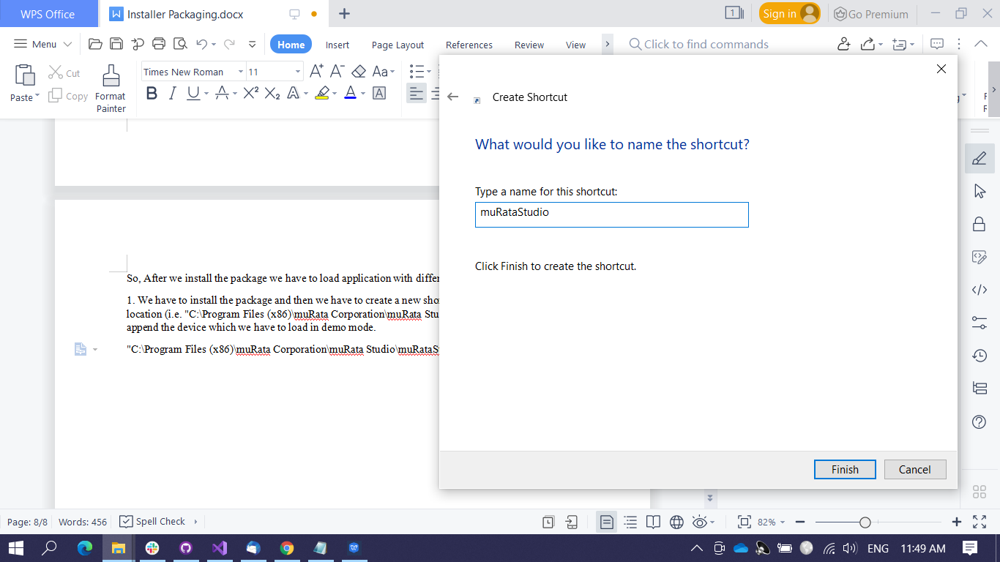 WPS Office
Installer Packaging.docx
1
Sign in
Go Premium
Menu
Home
Insert
Page Layout
References
Review
View
Click to find commands
Paste
Cut
Copy
Format
Painter
Times New Roman
11
So, After we install the package we have to load application with differ
1. We have to install the package and then we have to create a new sho
location (i.e. "C:\Program Files (x86)\muRata Corporation\muRata Stu
append the device which we have to load in demo mode.
"C:\Program Files (x86)\muRata Corporation\muRata Studio\muRataS
Create Shortcut
What would you like to name the shortcut?
Type a name for this shortcut:
muRataStudio
Click Finish to create the shortcut.
Finish
Cancel
Page: 8/8
Words: 456
Spell Check
82%
ENG
11:49 AM